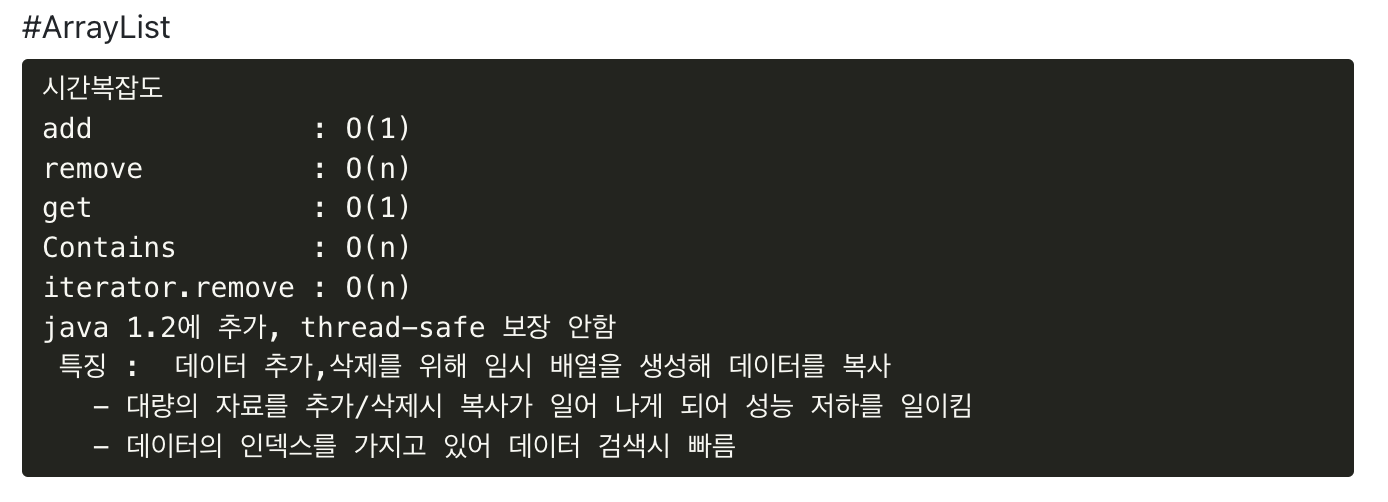 #ArrayList
시간복잡도
add : O(1)
remove : O(n)
get : O(1)
Contains : O(n)
iterator.remove : O(n)
java 1.2에 추가, thread-safe 보장 안함
특징 : 데이터 추가,삭제를 위해 임시 배열을 생성해 데이터를 복사
- 대량의 자료를 추가/삭제시 복사가 일어 나게 되어 성능 저하를 일이킴
- 데이터의 인덱스를 가지고 있어 데이터 검색시 빠름